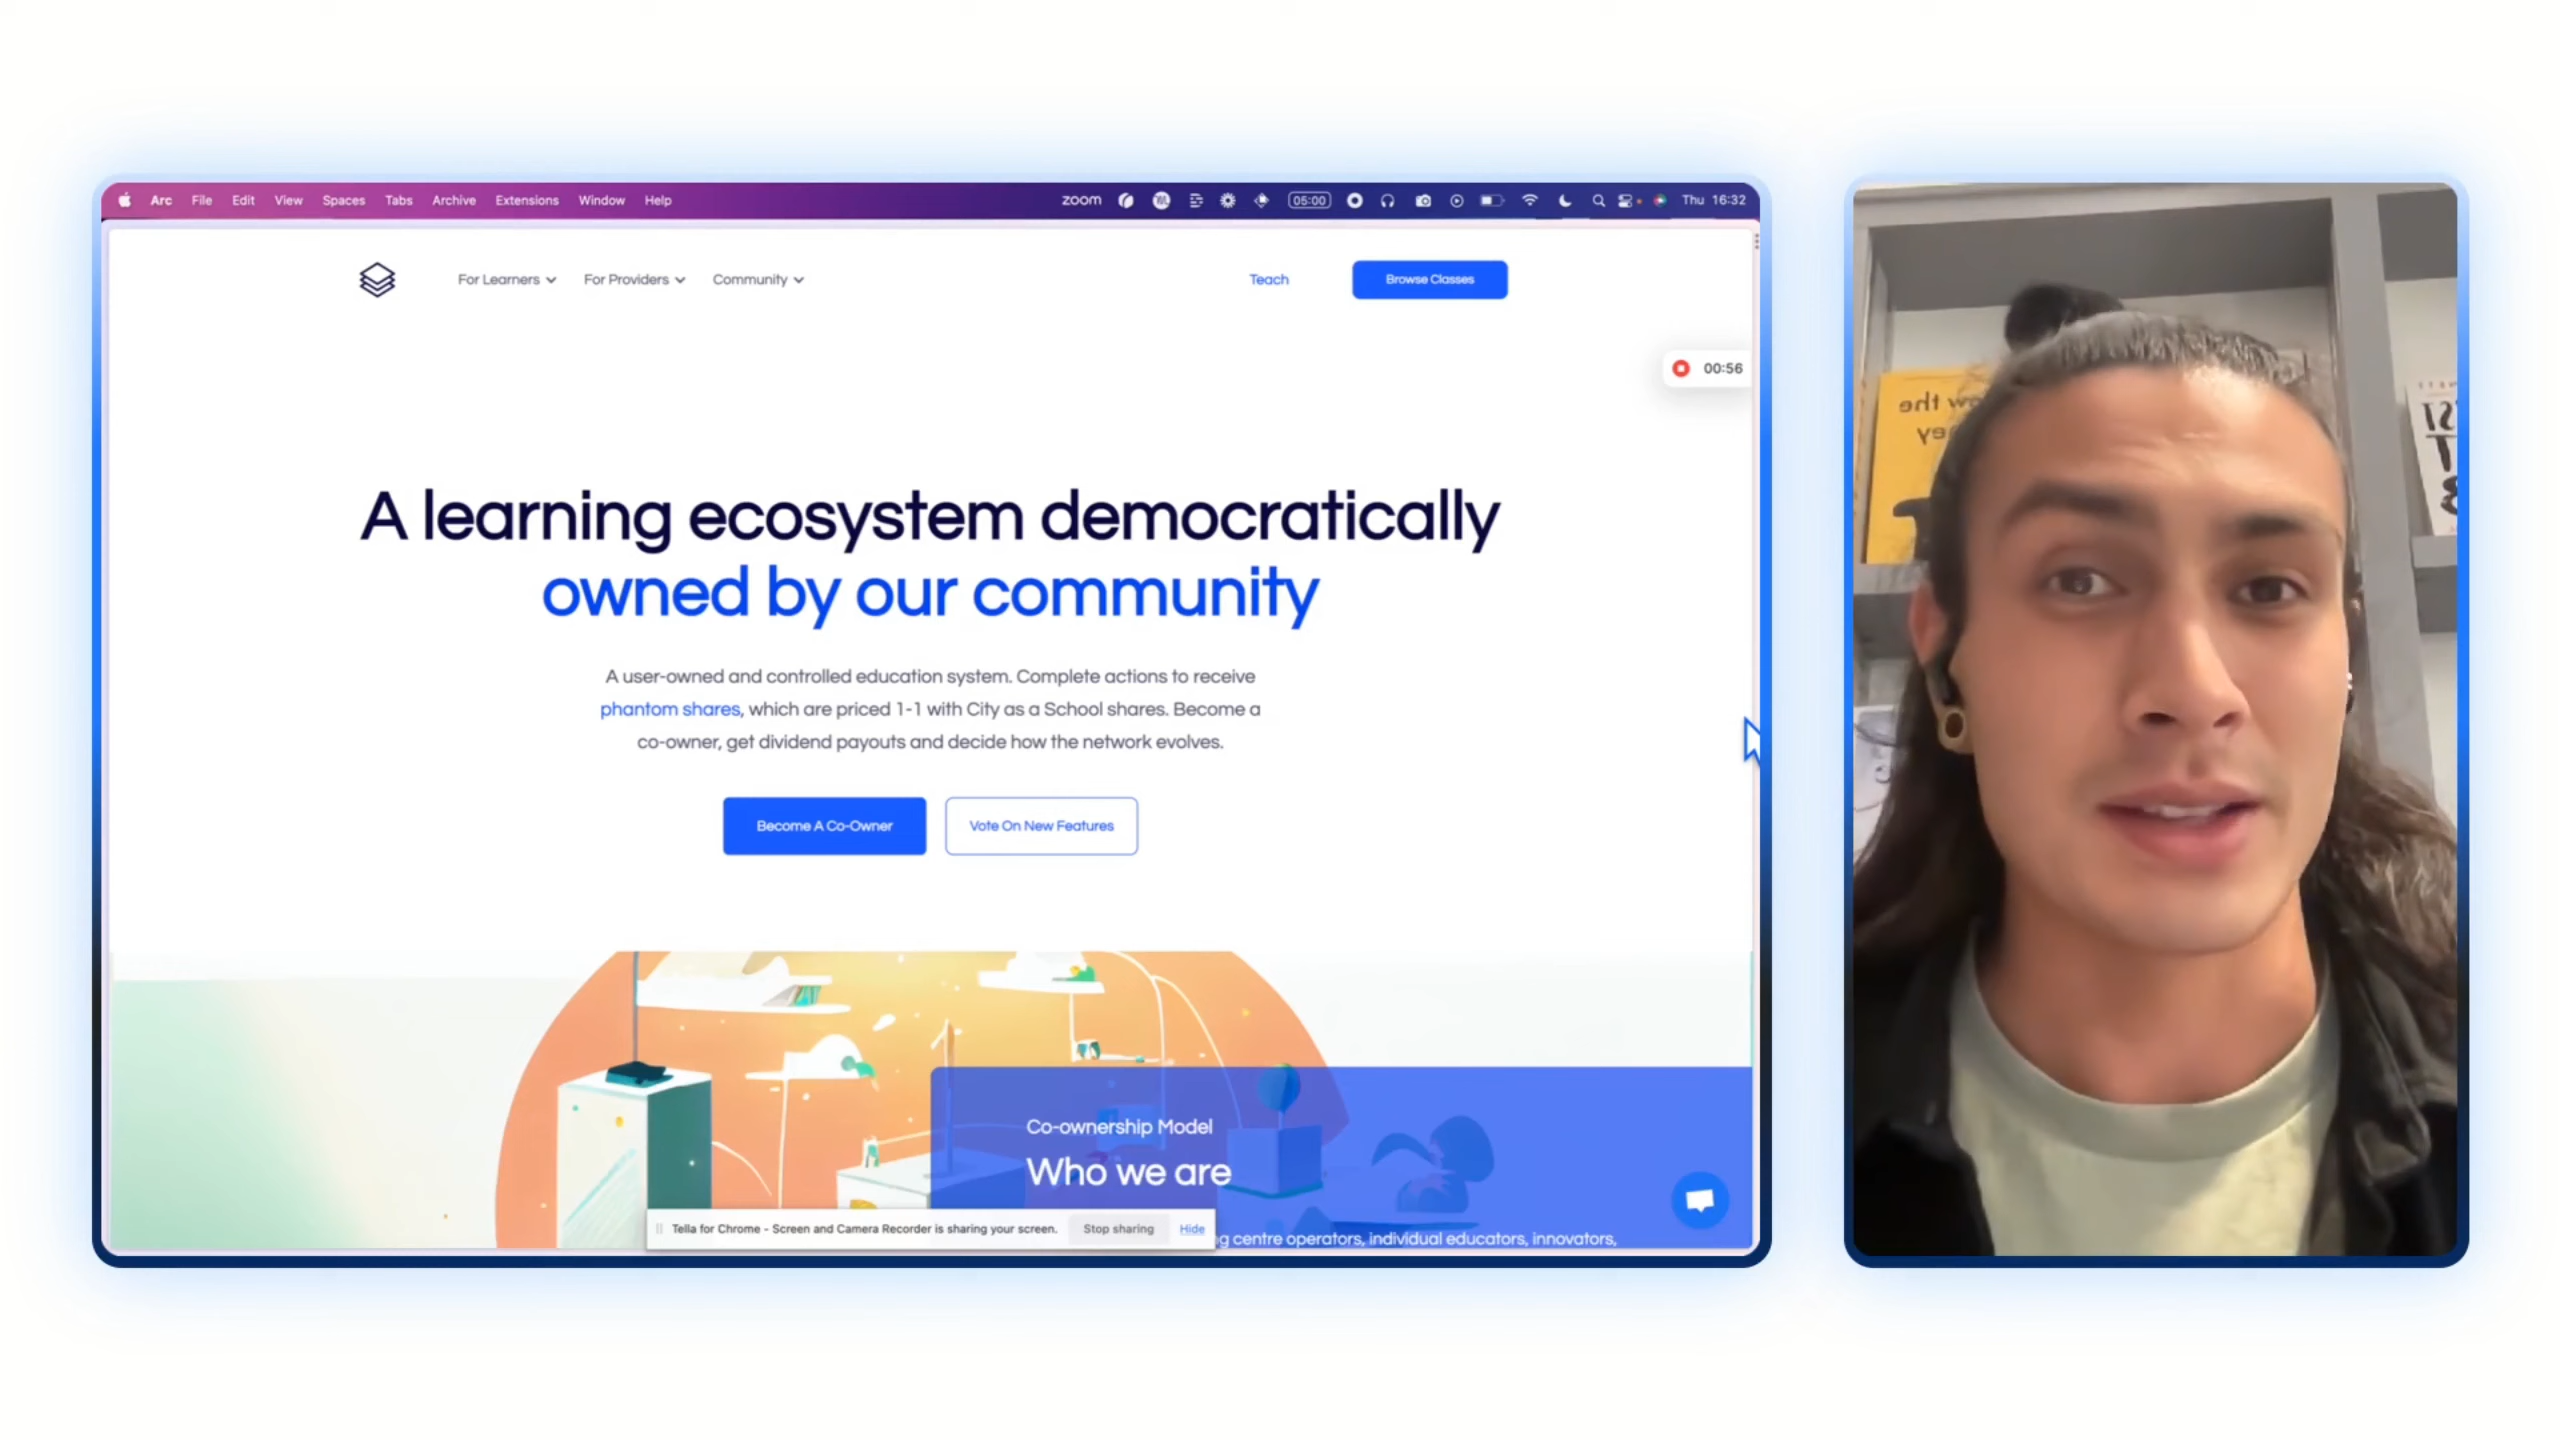 Arc File Edit View Spaces Tabs Archive Extensions Window Help zoom 05:00 Thu 16:32
For Learners For Providers Community Teach Browse Classes
00:56
A learning ecosystem democratically
owned by our community
A user-owned and controlled education system. Complete actions to receive
phantom shares, which are priced 1-1 with City as a School shares. Become a
co-owner, get dividend payouts and decide how the network evolves.
Become A Co-Owner Vote On New Features
Co-ownership Model
Who we are
Tella for Chrome - Screen and Camera Recorder is sharing your screen. Stop sharing Hide
centre operators, individual educators, innovators,
the